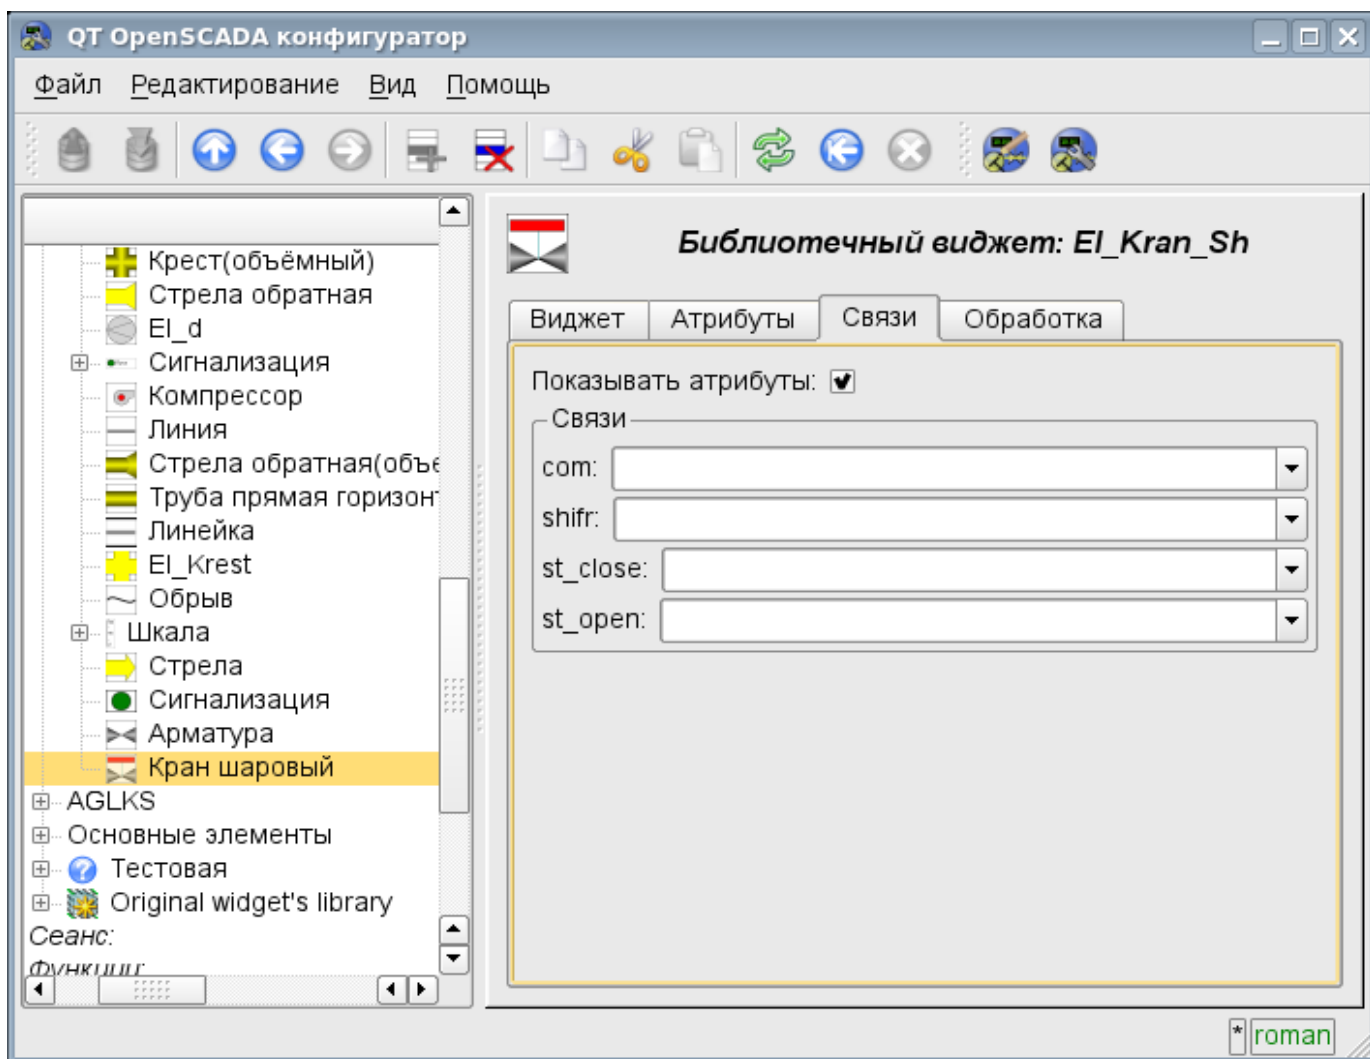 QT OpenSCADA конфигуратор
Файл Редактирование Вид Помощь
Крест(объёмный)
Стрела обратная
El_d
Сигнализация
Компрессор
Линия
Стрела обратная(объе
Труба прямая горизонт
Линейка
El_Krest
Обрыв
Шкала
Стрела
Сигнализация
Арматура
Кран шаровый
AGLKS
Основные элементы
Тестовая
Original widget's library
Сеанс:
Функции:
Библиотечный виджет: El_Kran_Sh
Виджет Атрибуты Связи Обработка
Показывать атрибуты:
Связи
com:
shifr:
st_close:
st_open:
* roman